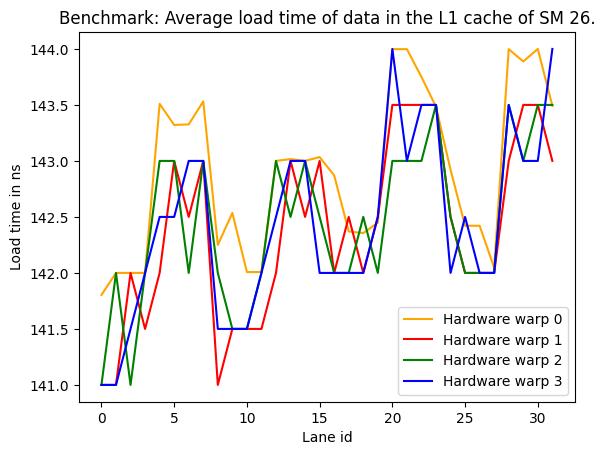 Benchmark: Average load time of data in the L1 cache of SM 26.
Load time in ns
144.0
143.5
143.0
142.5
142.0
141.5
141.0
0
5
10
15
20
25
30
Lane id
Hardware warp 0
Hardware warp 1
Hardware warp 2
Hardware warp 3